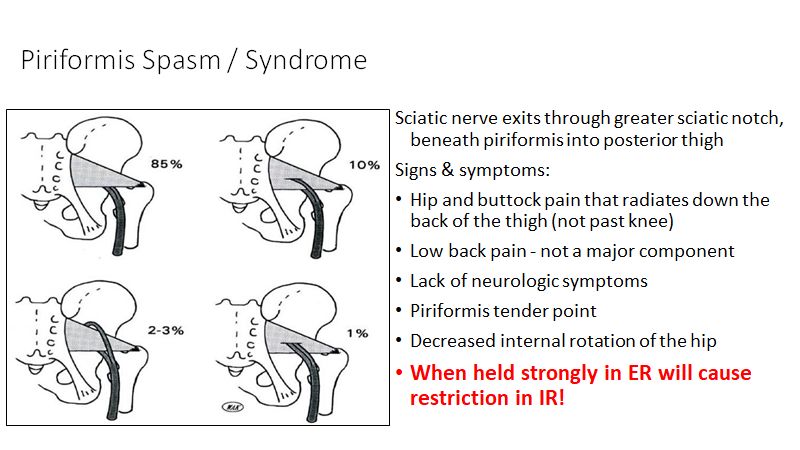 Piriformis Spasm / Syndrome
85%
10%
2-3%
1%
Sciatic nerve exits through greater sciatic notch,
beneath piriformis into posterior thigh
Signs & symptoms:
• Hip and buttock pain that radiates down the
back of the thigh (not past knee)
• Low back pain - not a major component
• Lack of neurologic symptoms
• Piriformis tender point
• Decreased internal rotation of the hip
• When held strongly in ER will cause
restriction in IR!